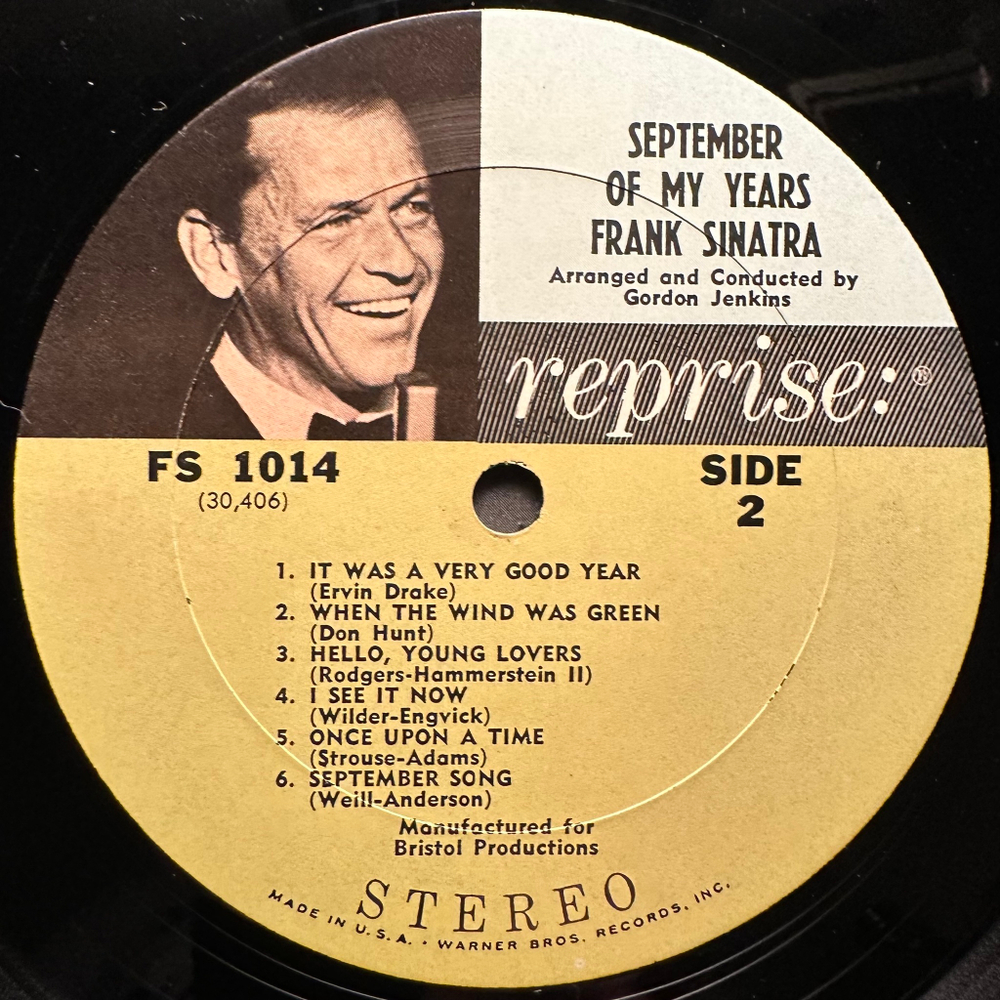 SEPTEMBER
OF MY YEARS
FRANK SINATRA
Arranged and Conducted by
Gordon Jenkins
reprise:®
FS 1014
(30,406)
SIDE
2
1. IT WAS A VERY GOOD YEAR
(Ervin Drake)
2. WHEN THE WIND WAS GREEN
(Don Hunt)
3. HELLO, YOUNG LOVERS
(Rodgers-Hammerstein II)
4. I SEE IT NOW
(Wilder-Engvick)
5. ONCE UPON A TIME
(Strouse-Adams)
6. SEPTEMBER SONG
(Weill-Anderson)
Manufactured for
Bristol Productions
STEREO
MADE IN U.S.A. • WARNER BROS. RECORDS, INC.